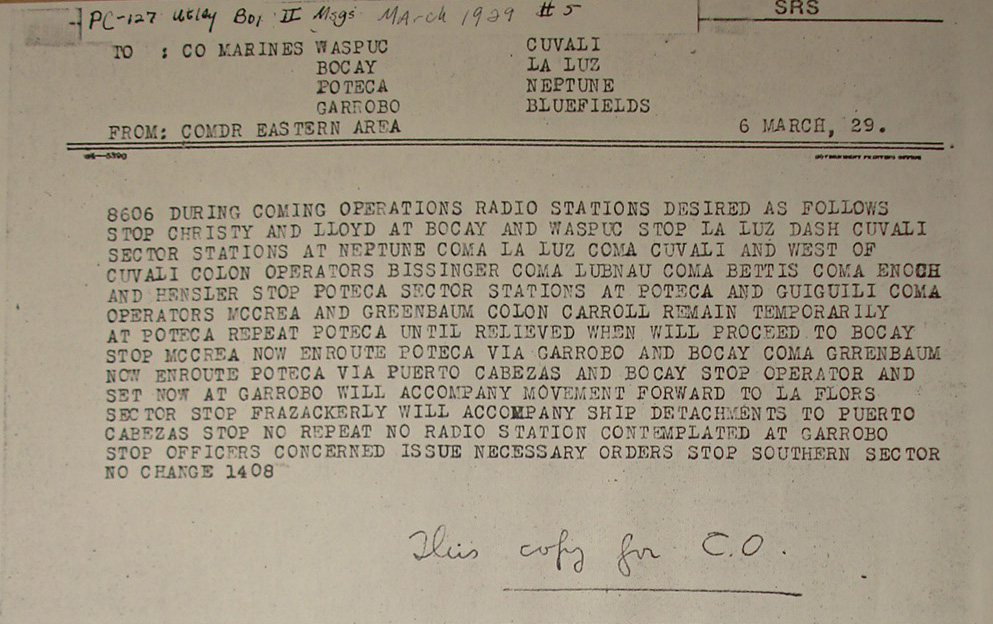 PC-127 Utley Box II Msgs March 1929 #5
SRS
TO : CO MARINES WASPUC CUVALI
BOCAY LA LUZ
POTECA NEPTUNE
GARROBO BLUEFIELDS
FROM: COMDR EASTERN AREA 6 MARCH, 29.
GOVERNMENT PRINTING OFFICE
8606 DURING COMING OPERATIONS RADIO STATIONS DESIRED AS FOLLOWS
STOP CHRISTY AND LLOYD AT BOCAY AND WASPUC STOP LA LUZ DASH CUVALI
SECTOR STATIONS AT NEPTUNE COMA LA LUZ COMA CUVALI AND WEST OF
CUVALI COLON OPERATORS BISSINGER COMA LUBNAU COMA BETTIS COMA ENOCH
AND HENSLER STOP POTECA SECTOR STATIONS AT POTECA AND GUIGUILI COMA
OPERATORS MCCREA AND GREENBAUM COLON CARROLL REMAIN TEMPORARILY
AT POTECA REPEAT POTECA UNTIL RELIEVED WHEN WILL PROCEED TO BOCAY
STOP MCCREA NOW ENROUTE POTECA VIA GARROBO AND BOCAY COMA GRRENBAUM
NOW ENROUTE POTECA VIA PUERTO CABEZAS AND BOCAY STOP OPERATOR AND
SET NOW AT GARROBO WILL ACCOMPANY MOVEMENT FORWARD TO LA FLORS
SECTOR STOP FRAZACKERLY WILL ACCOMPANY SHIP DETACHMENTS TO PUERTO
CABEZAS STOP NO REPEAT NO RADIO STATION CONTEMPLATED AT GARROBO
STOP OFFICERS CONCERNED ISSUE NECESSARY ORDERS STOP SOUTHERN SECTOR
NO CHANGE 1408
This copy for C.O.